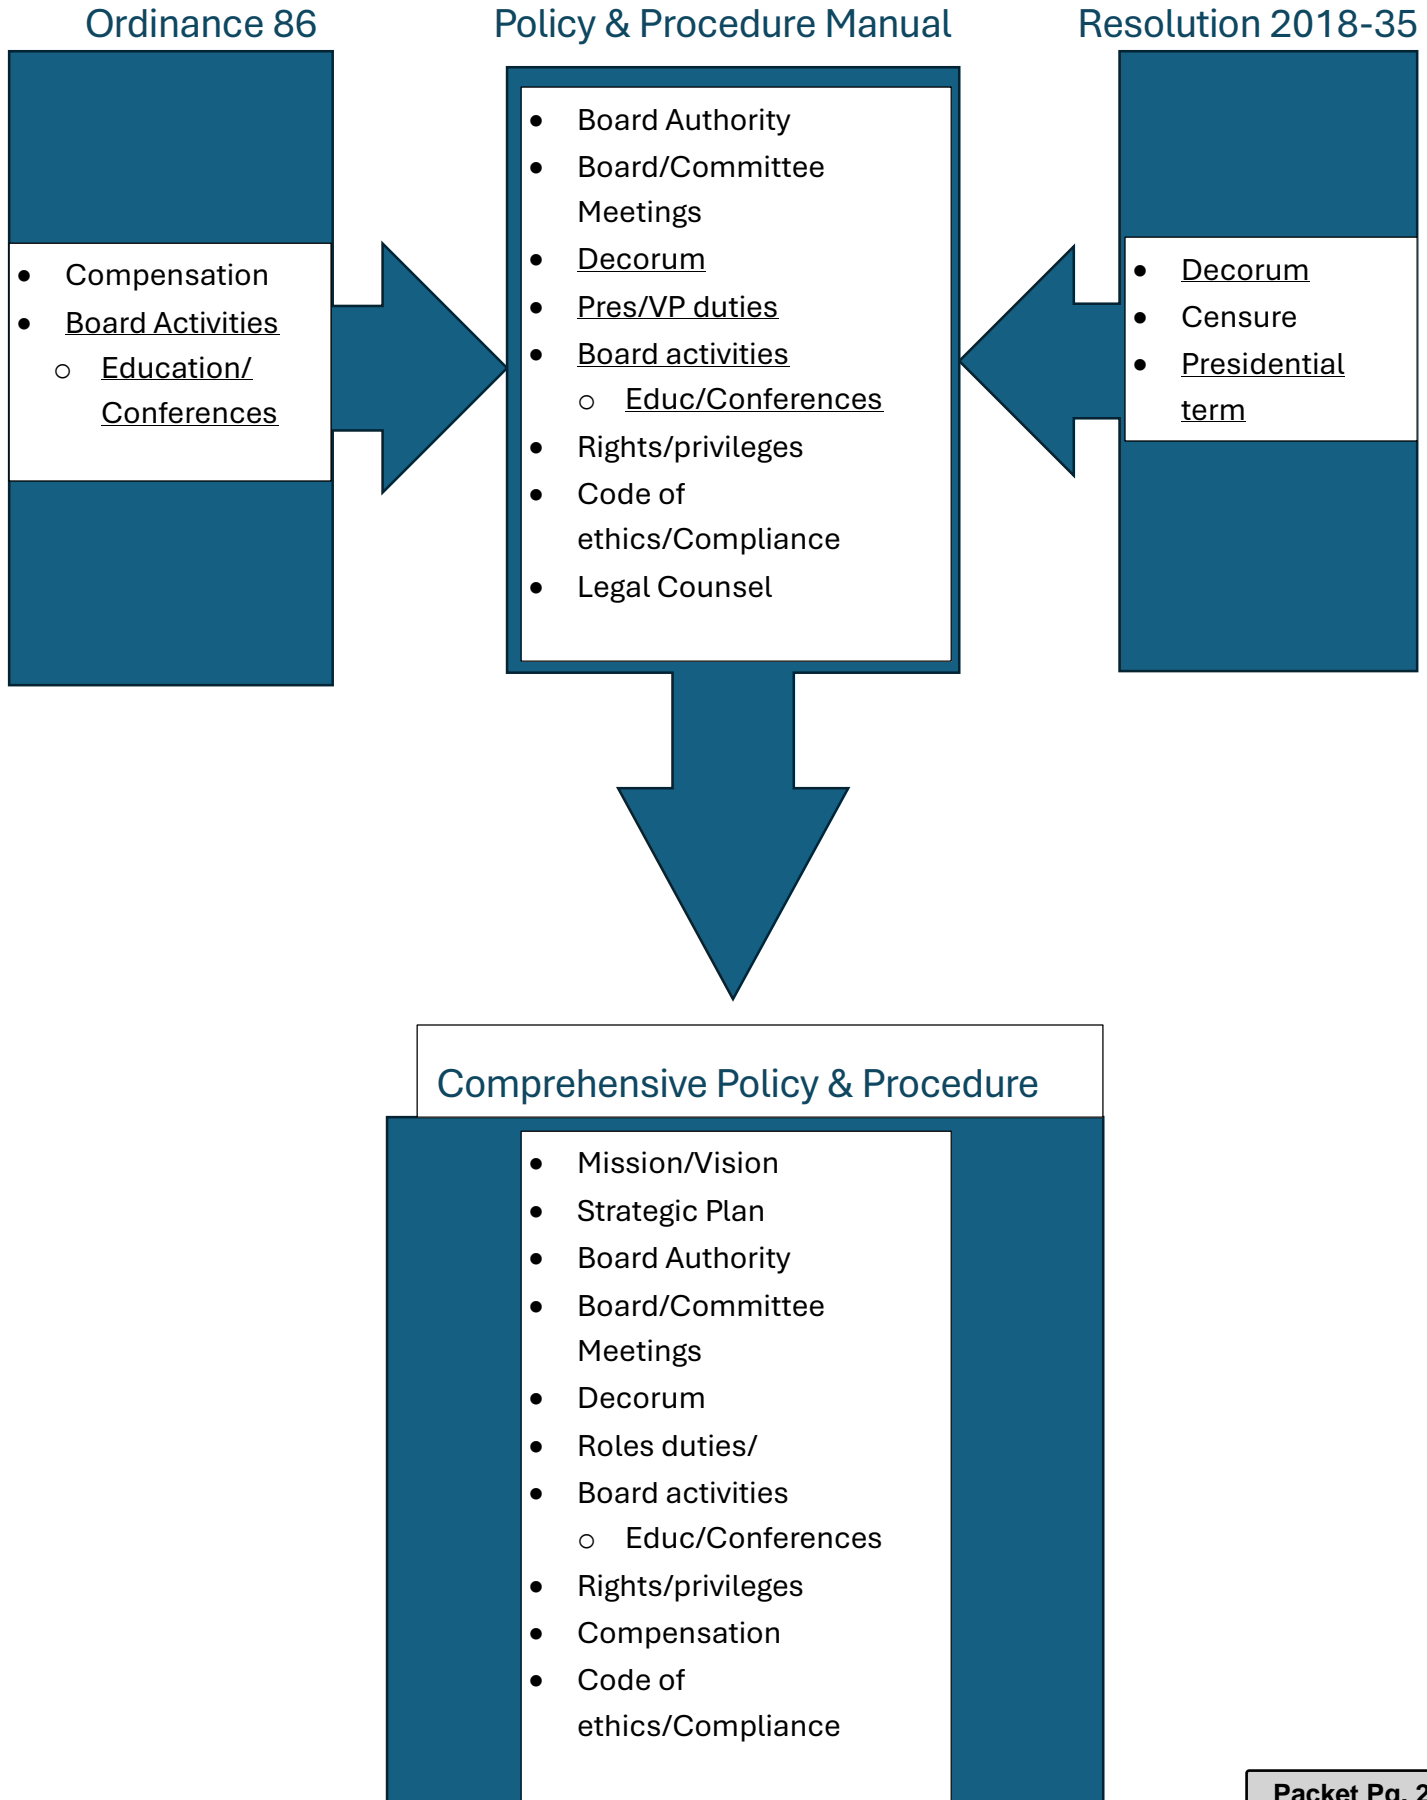 Ordinance 86
Policy & Procedure Manual
Resolution 2018-35
• Compensation
• Board Activities
o Education/
Conferences
• Board Authority
• Board/Committee
Meetings
• Decorum
• Pres/VP duties
• Board activities
o Educ/Conferences
• Rights/privileges
• Code of
ethics/Compliance
• Legal Counsel
• Decorum
• Censure
• Presidential
term
Comprehensive Policy & Procedure
• Mission/Vision
• Strategic Plan
• Board Authority
• Board/Committee
Meetings
• Decorum
• Roles duties/
• Board activities
o Educ/Conferences
• Rights/privileges
• Compensation
• Code of
ethics/Compliance
Packet Pg. 2